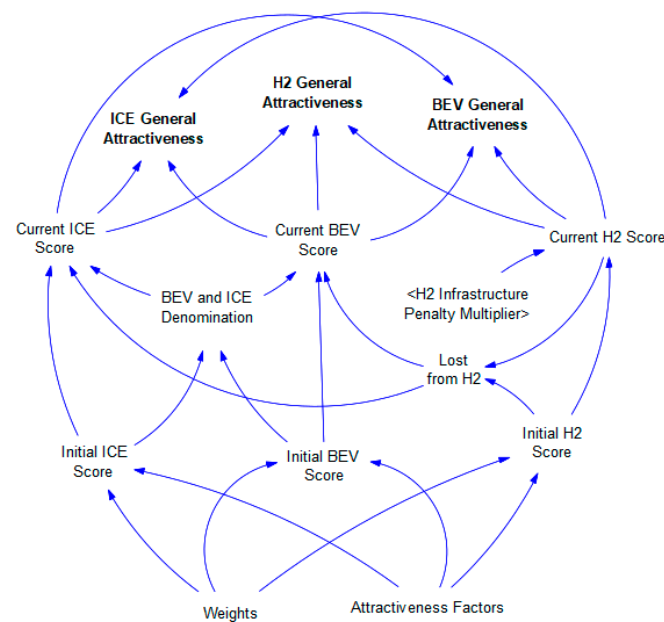 H2 General
Attractiveness
ICE General
Attractiveness
BEV General
Attractiveness
Current ICE
Score
Current BEV
Score
Current H2 Score
BEV and ICE
Denomination
<H2 Infrastructure
Penalty Multiplier>
Lost
from H2
Initial ICE
Score
Initial BEV
Score
Initial H2
Score
Weights
Attractiveness Factors